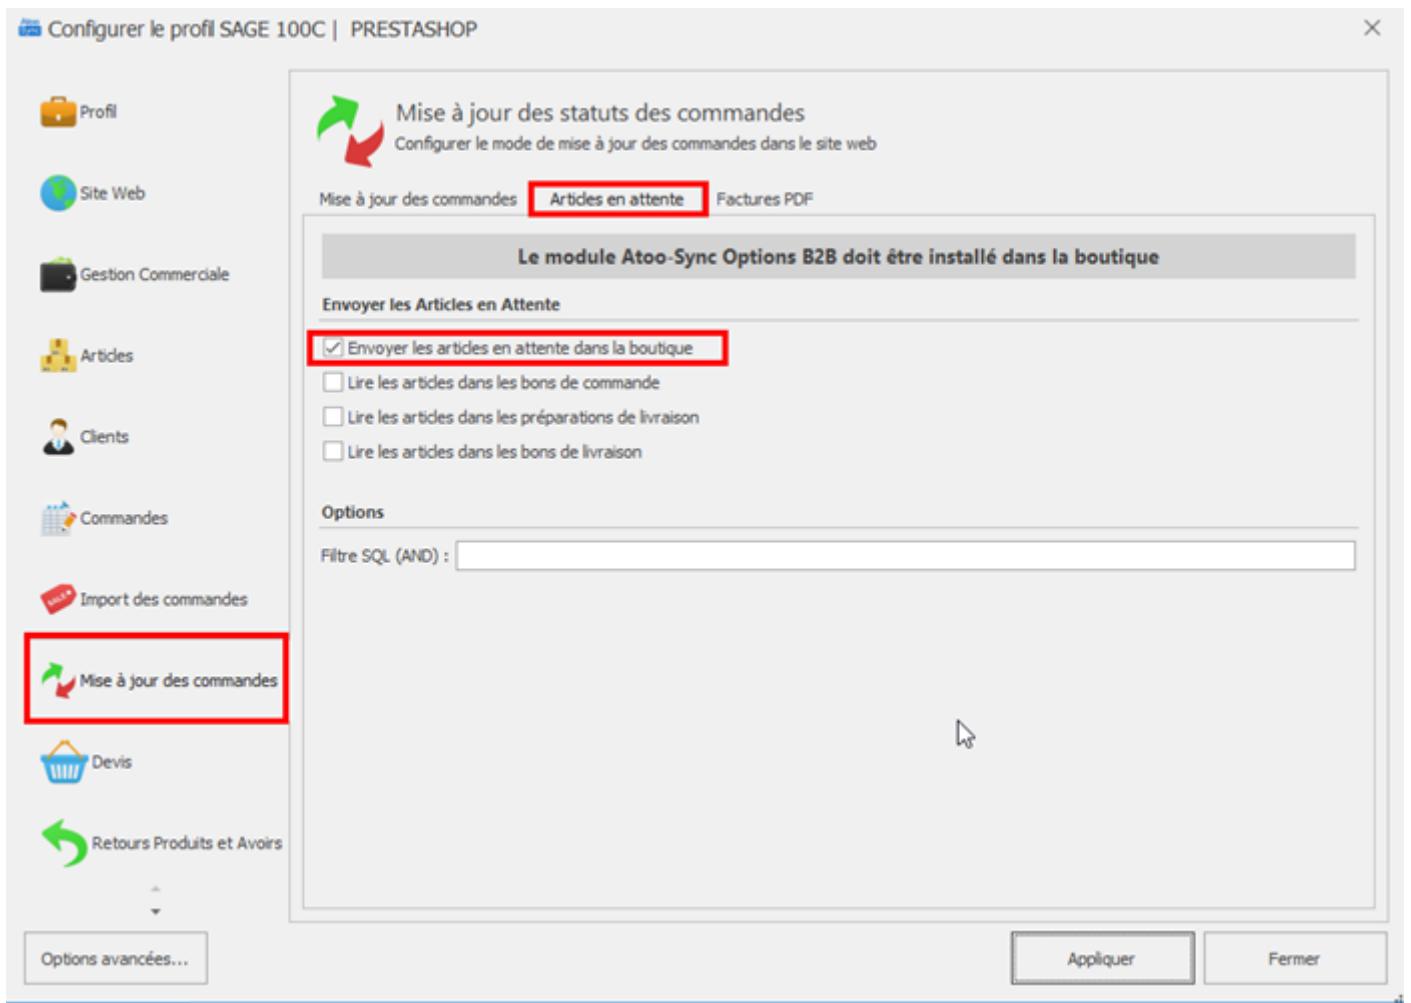 Configurer le profil SAGE 100C | PRESTASHOP
Profil
Site Web
Gestion Commerciale
Articles
Clients
Commandes
Import des commandes
Mise à jour des commandes
Devis
Retours Produits et Avoirs
Options avancées...
Mise à jour des statuts des commandes
Configurer le mode de mise à jour des commandes dans le site web
Mise à jour des commandes Articles en attente Factures PDF
Le module Atoo-Sync Options B2B doit être installé dans la boutique
Envoyer les Articles en Attente
Envoyer les articles en attente dans la boutique
Lire les articles dans les bons de commande
Lire les articles dans les préparations de livraison
Lire les articles dans les bons de livraison
Options
Filtre SQL (AND) :
Appliquer Fermer